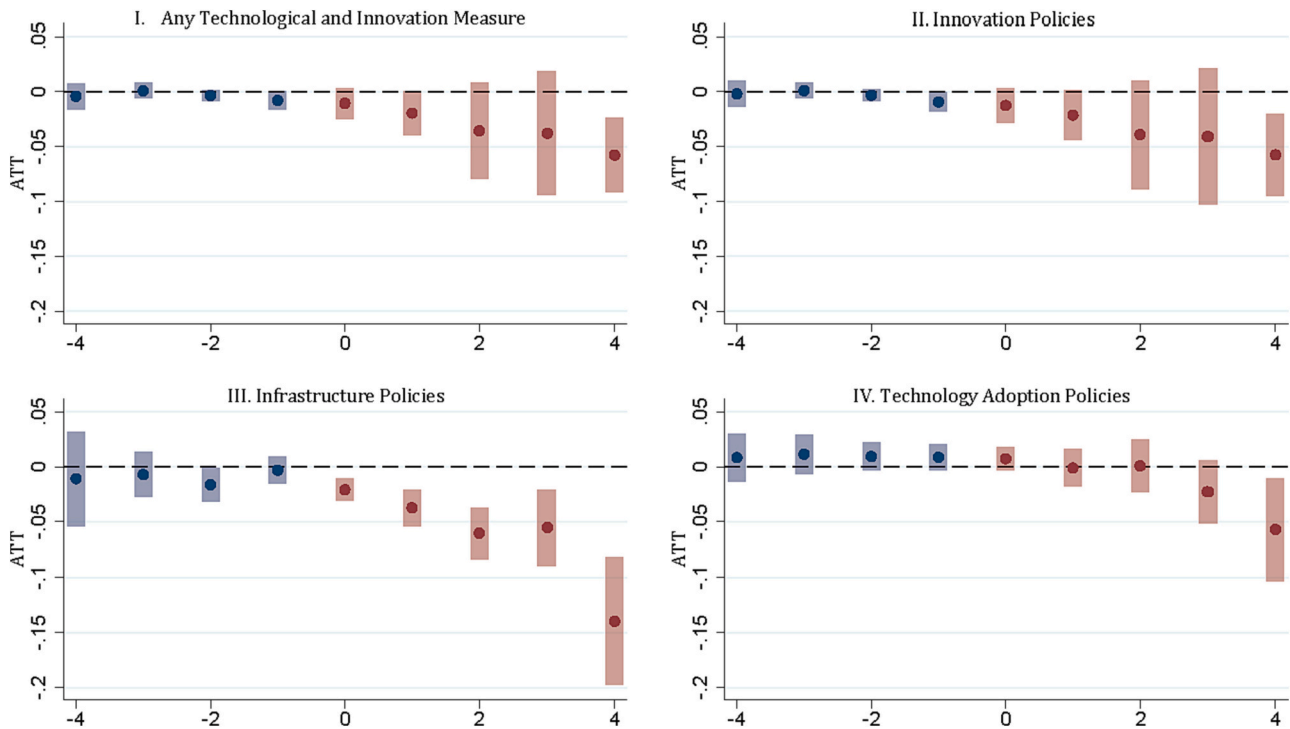 I. Any Technological and Innovation Measure
.05
0
-.05
-.1
-.15
-.2
ATT
-4 -2 0 2 4
II. Innovation Policies
.05
0
-.05
-.1
-.15
-.2
ATT
-4 -2 0 2 4
III. Infrastructure Policies
.05
0
-.05
-.1
-.15
-.2
ATT
-4 -2 0 2 4
IV. Technology Adoption Policies
.05
0
-.05
-.1
-.15
-.2
ATT
-4 -2 0 2 4